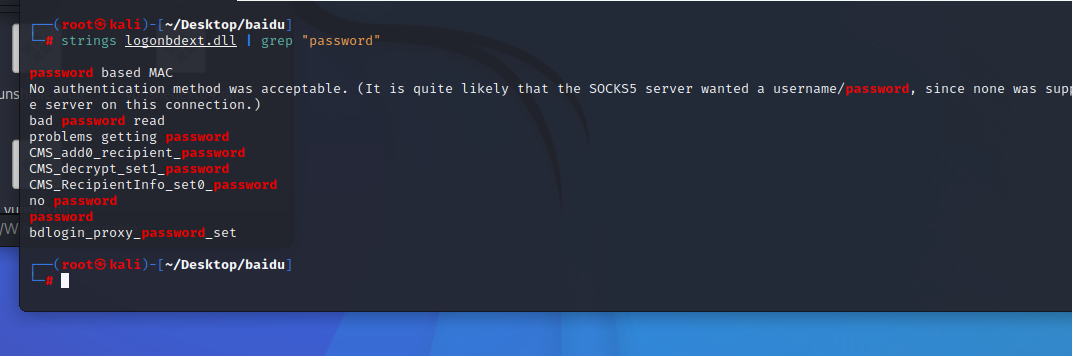 ┌──(root㉿kali)-[~/Desktop/baidu]
└─# strings logonbdext.dll | grep "password"
password based MAC
uns
No authentication method was acceptable. (It is quite likely that the SOCKS5 server wanted a username/password, since none was supp
e server on this connection.)
bad password read
problems getting password
CMS_add0_recipient_password
CMS_decrypt_set1_password
CMS_RecipientInfo_set0_password
no password
password
/W
bdlogin_proxy_password_set
┌──(root㉿kali)-[~/Desktop/baidu]
└─#